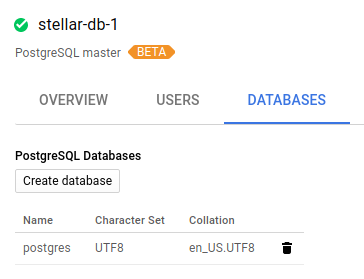 stellar-db-1
PostgreSQL master BETA
OVERVIEW USERS DATABASES
PostgreSQL Databases
Create database
Name Character Set Collation
postgres UTF8 en_US.UTF8